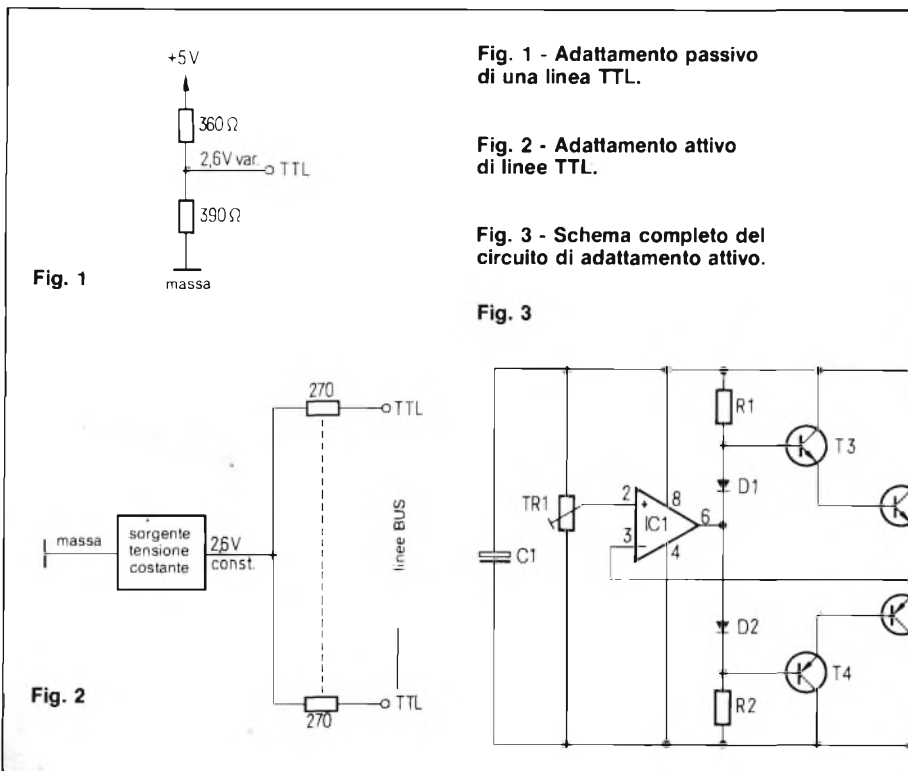 +5V
360Ω
2,6V var.
TTL
390Ω
massa
Fig. 1
Fig. 1 - Adattamento passivo
di una linea TTL.
Fig. 2 - Adattamento attivo
di linee TTL.
Fig. 3 - Schema completo del
circuito di adattamento attivo.
Fig. 3
270
TTL
massa
sorgente
tensione
costante
2,6V
const.
linee BUS
270
TTL
Fig. 2
C1
TR1
2
+
3
−
IC1
8
6
4
R1
D1
T3
D2
T4
R2